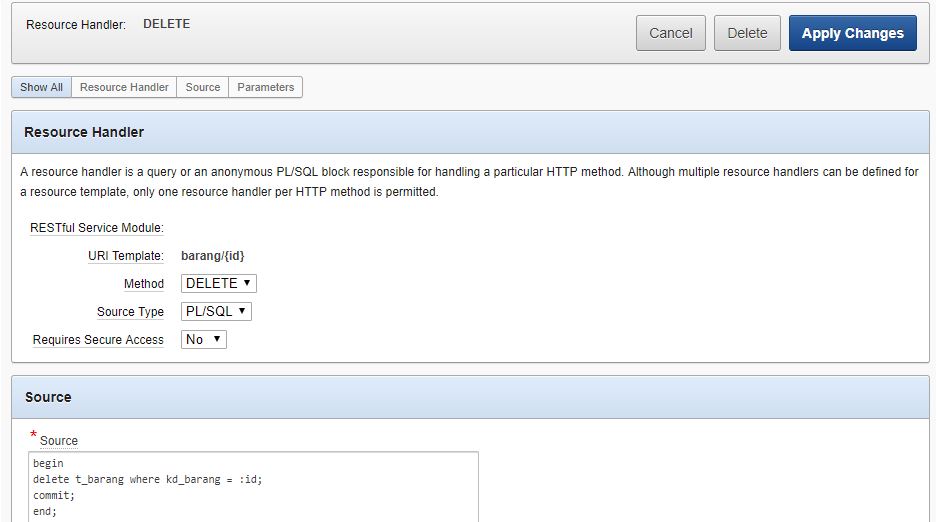 Resource Handler: DELETE
Cancel Delete Apply Changes
Show All Resource Handler Source Parameters
Resource Handler
A resource handler is a query or an anonymous PL/SQL block responsible for handling a particular HTTP method. Although multiple resource handlers can be defined for
a resource template, only one resource handler per HTTP method is permitted.
RESTful Service Module:
URI Template: barang/{id}
Method DELETE
Source Type PL/SQL
Requires Secure Access No
Source
* Source
begin
delete t_barang where kd_barang = :id;
commit;
end;